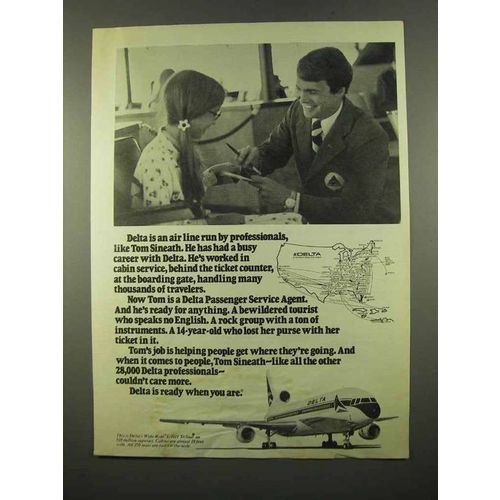 Delta is an air line run by professionals,
like Tom Sineath. He has had a busy
career with Delta. He's worked in
cabin service, behind the ticket counter,
at the boarding gate, handling many
thousands of travelers.
Now Tom is a Delta Passenger Service Agent.
And he's ready for anything. A bewildered tourist
who speaks no English. A rock group with a ton of
instruments. A 14-year-old who lost her purse with her
ticket in it.
Tom's job is helping people get where they're going. And
when it comes to people, Tom Sineath—like all the other
28,000 Delta professionals—
couldn't care more.
Delta is ready when you are.
DELTA
DELTA
This is Delta's Wide-Ride